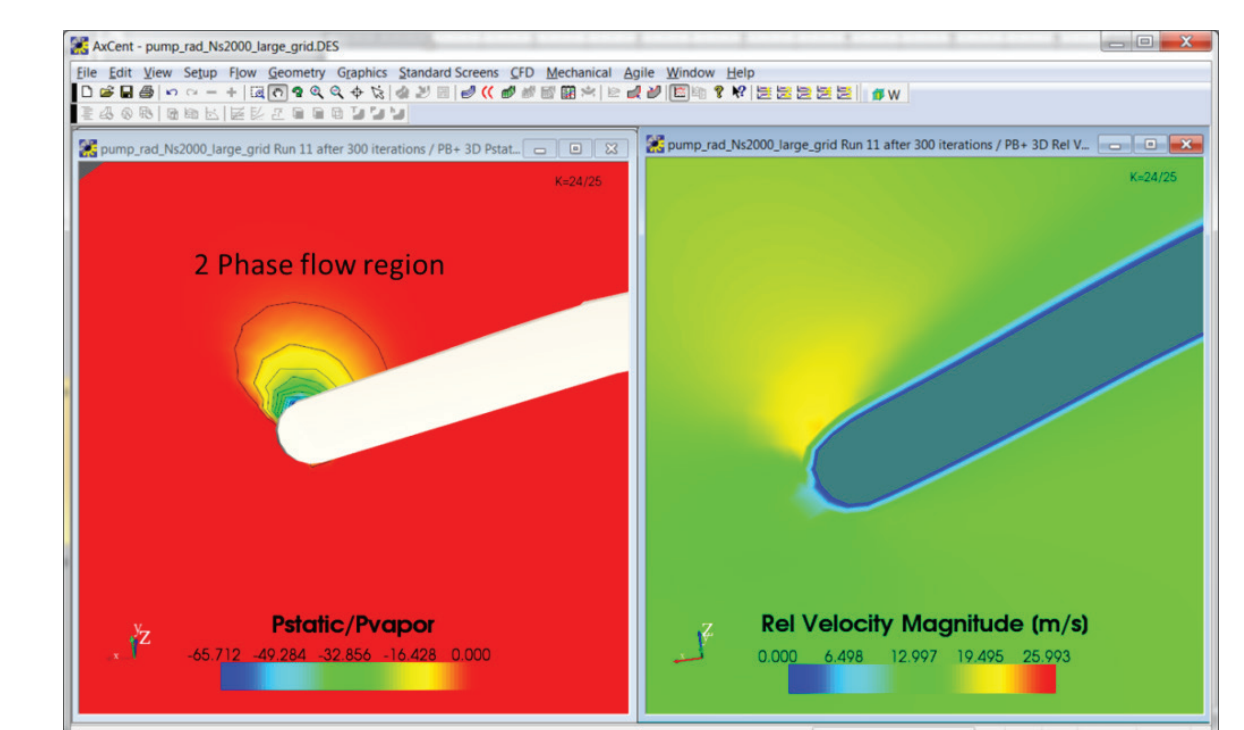 AxCent - pump_rad_Ns2000_large_grid.DES
File Edit View Setup Flow Geometry Graphics Standard Screens CFD Mechanical Agile Window Help
W
pump_rad_Ns2000_large_grid Run 11 after 300 iterations / PB+ 3D Pstat...
K=24/25
2 Phase flow region
Y
Z
x
Pstatic/Pvapor
-65.712 -49.284 -32.856 -16.428 0.000
pump_rad_Ns2000_large_grid Run 11 after 300 iterations / PB+ 3D Rel V...
K=24/25
Z
x
Rel Velocity Magnitude (m/s)
0.000 6.498 12.997 19.495 25.993